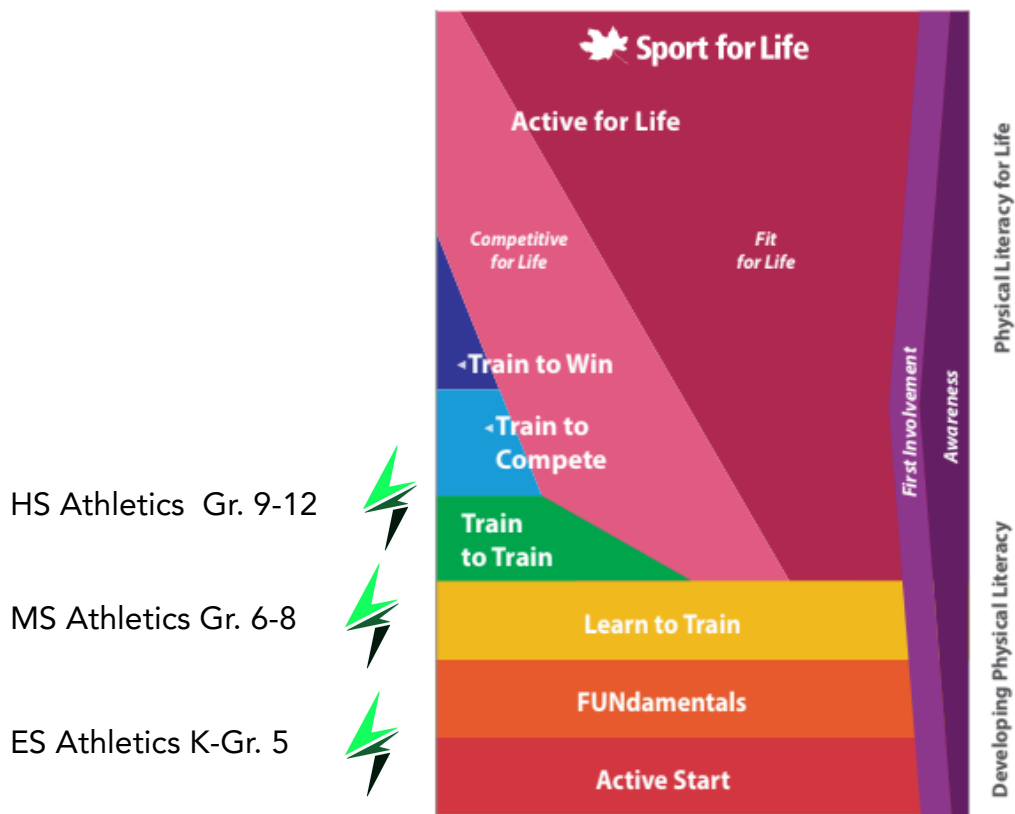 Sport for Life
Active for Life
Competitive
for Life
Fit
for Life
Train to Win
Train to
Compete
Train
to Train
Learn to Train
FUNdamentals
Active Start
First Involvement
Awareness
Physical Literacy for Life
Developing Physical Literacy
HS Athletics Gr. 9-12
MS Athletics Gr. 6-8
ES Athletics K-Gr. 5